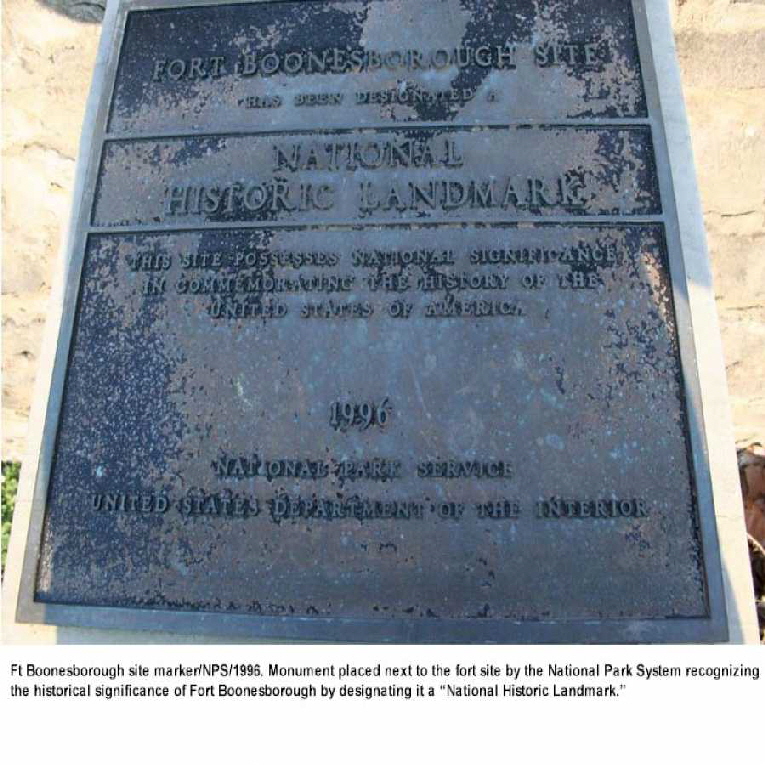 FORT BOONESBOROUGH SITE
HAS BEEN DESIGNATED A
NATIONAL
HISTORIC LANDMARK
THIS SITE POSSESSES NATIONAL SIGNIFICANCE
IN COMMEMORATING THE HISTORY OF THE
UNITED STATES OF AMERICA
1996
NATIONAL PARK SERVICE
UNITED STATES DEPARTMENT OF THE INTERIOR
Ft Boonesborough site marker/NPS/1996. Monument placed next to the fort site by the National Park System recognizing
the historical significance of Fort Boonesborough by designating it a “National Historic Landmark.”